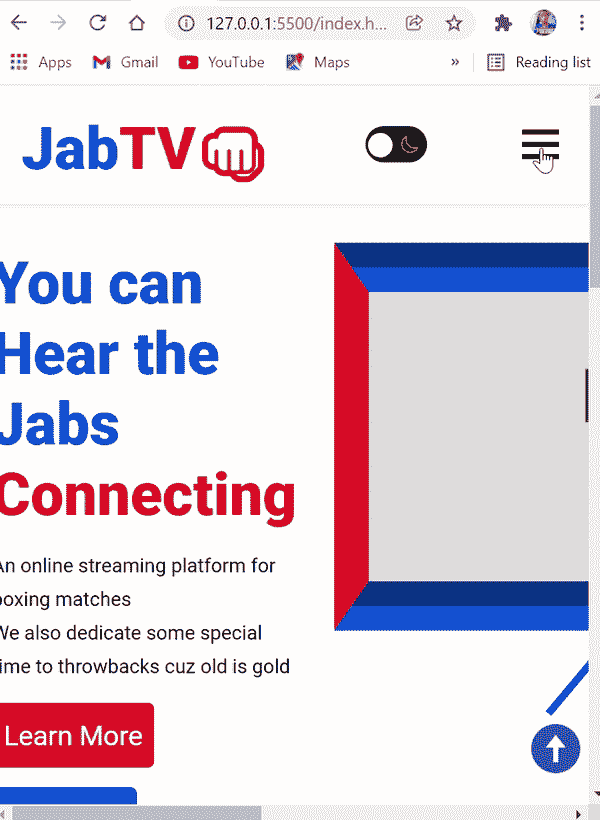 127.0.0.1:5500/index.h...
Apps Gmail YouTube Maps » Reading list
JabTV
You can
Hear the
Jabs
Connecting
An online streaming platform for
boxing matches
We also dedicate some special
time to throwbacks cuz old is gold
Learn More